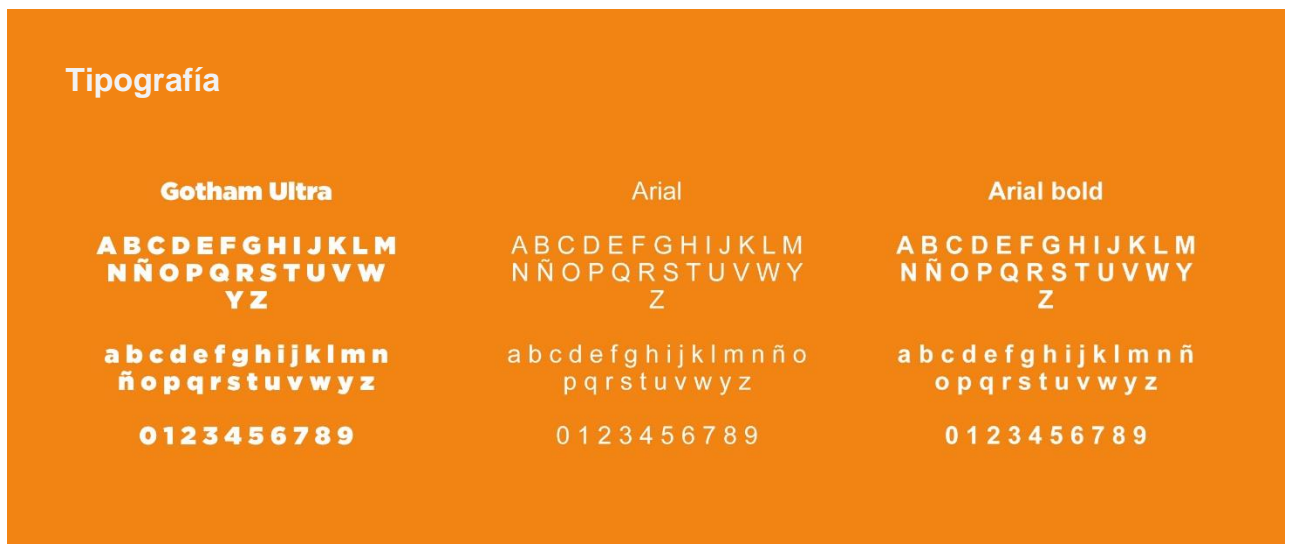 Tipografía
Gotham Ultra
A B C D E F G H I J K L M
N Ñ O P Q R S T U V W
Y Z
a b c d e f g h i j k l m n
ñ o p q r s t u v w y z
0 1 2 3 4 5 6 7 8 9
Arial
A B C D E F G H I J K L M
N Ñ O P Q R S T U V W Y
Z
a b c d e f g h i j k l m n ñ o
p q r s t u v w y z
0 1 2 3 4 5 6 7 8 9
Arial bold
A B C D E F G H I J K L M
N Ñ O P Q R S T U V W Y
Z
a b c d e f g h i j k l m n ñ
o p q r s t u v w y z
0 1 2 3 4 5 6 7 8 9